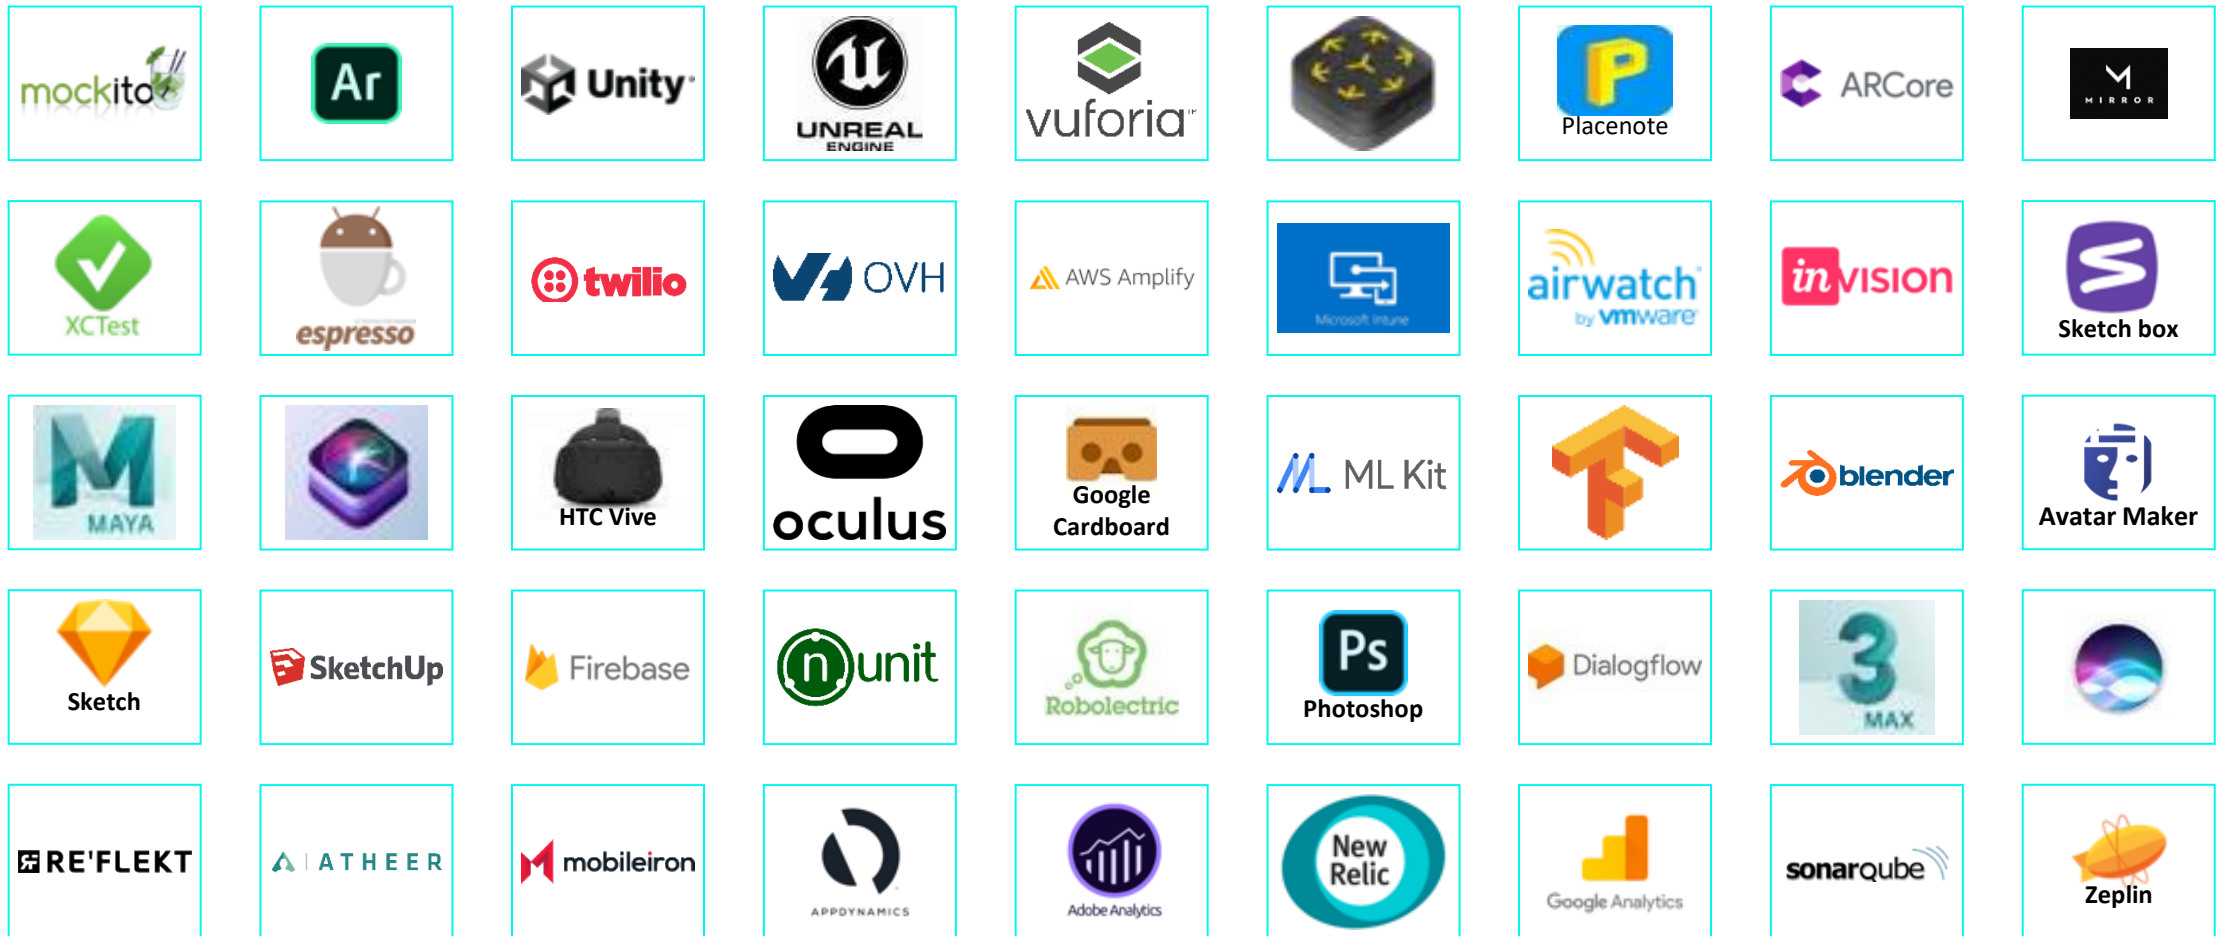 mockito
Ar
Unity
UNREAL
ENGINE
vuforia
P
Placenote
ARCore
MIRROR
XCTest
espresso
twilio
OVH
AWS Amplify
Microsoft Intune
airwatch
by vmware
inVISION
Sketch box
MAYA
HTC Vive
oculus
Google
Cardboard
ML Kit
blender
Avatar Maker
Sketch
SketchUp
Firebase
nunit
Robolectric
Ps
Photoshop
Dialogflow
3
MAX
RE'FLEKT
ATHEER
mobileiron
APPDYNAMICS
Adobe Analytics
New
Relic
Google Analytics
sonarqube
Zeplin